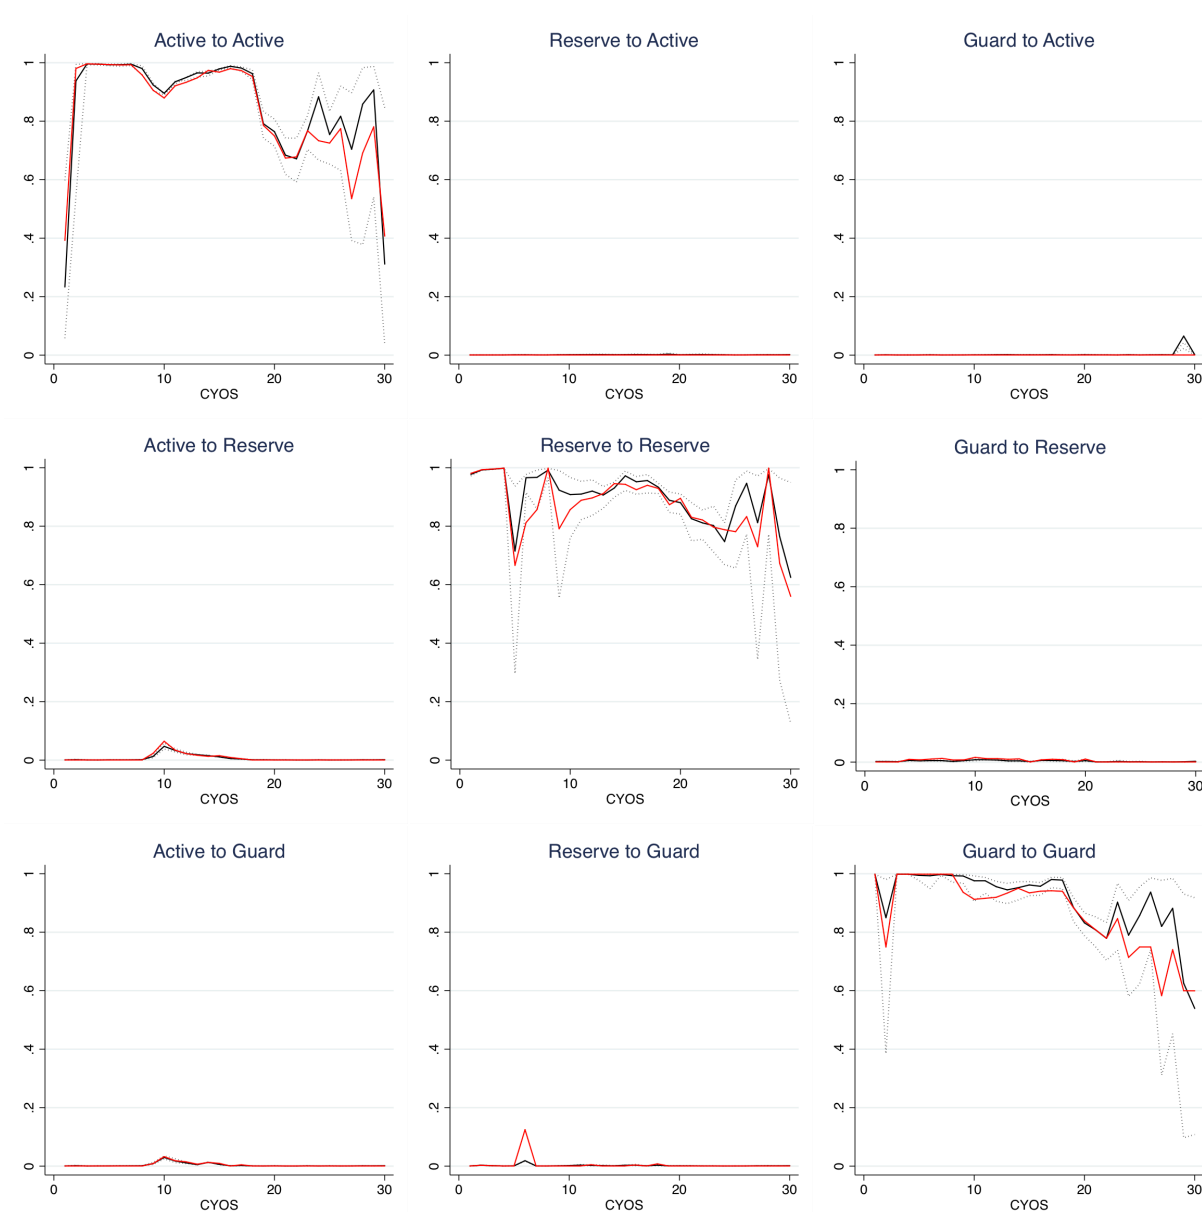 Active to Active
1
.8
.6
.4
.2
0
0 10 20 30
CYOS
Reserve to Active
1
.8
.6
.4
.2
0
0 10 20 30
CYOS
Guard to Active
1
.8
.6
.4
.2
0
0 10 20 30
CYOS
Active to Reserve
1
.8
.6
.4
.2
0
0 10 20 30
CYOS
Reserve to Reserve
1
.8
.6
.4
.2
0
0 10 20 30
CYOS
Guard to Reserve
1
.8
.6
.4
.2
0
0 10 20 30
CYOS
Active to Guard
1
.8
.6
.4
.2
0
0 10 20 30
CYOS
Reserve to Guard
1
.8
.6
.4
.2
0
0 10 20 30
CYOS
Guard to Guard
1
.8
.6
.4
.2
0
0 10 20 30
CYOS